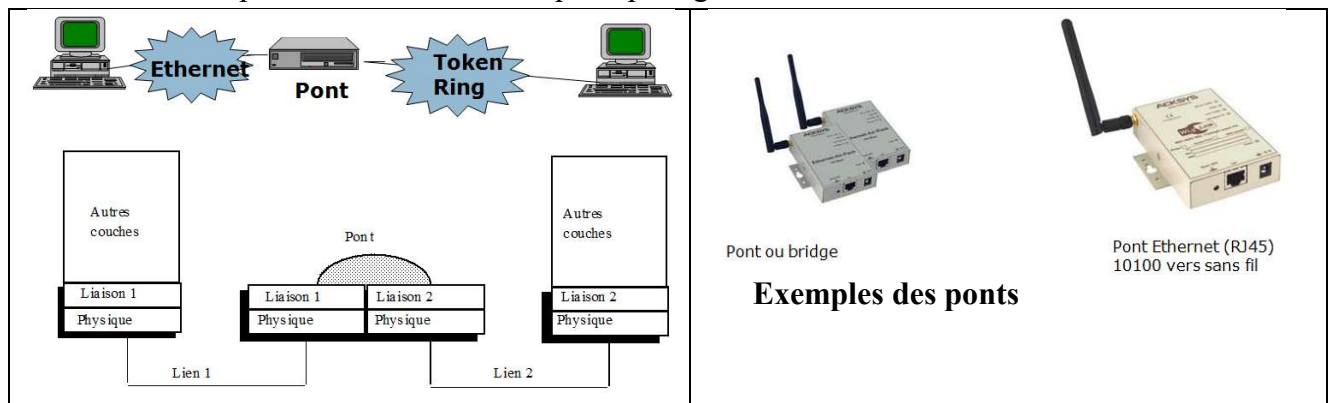 Ethernet
Pont
Token
Ring
Autres
couches
Pont
Autres
couches
Liaison 1
Physique
Liaison 1
Liaison 2
Physique
Physique
Liaison 2
Physique
Lien 1
Lien 2
ACKSYS
ACKSYS
Pont ou bridge
Pont Ethernet (RJ45)
10100 vers sans fil
Exemples des ponts